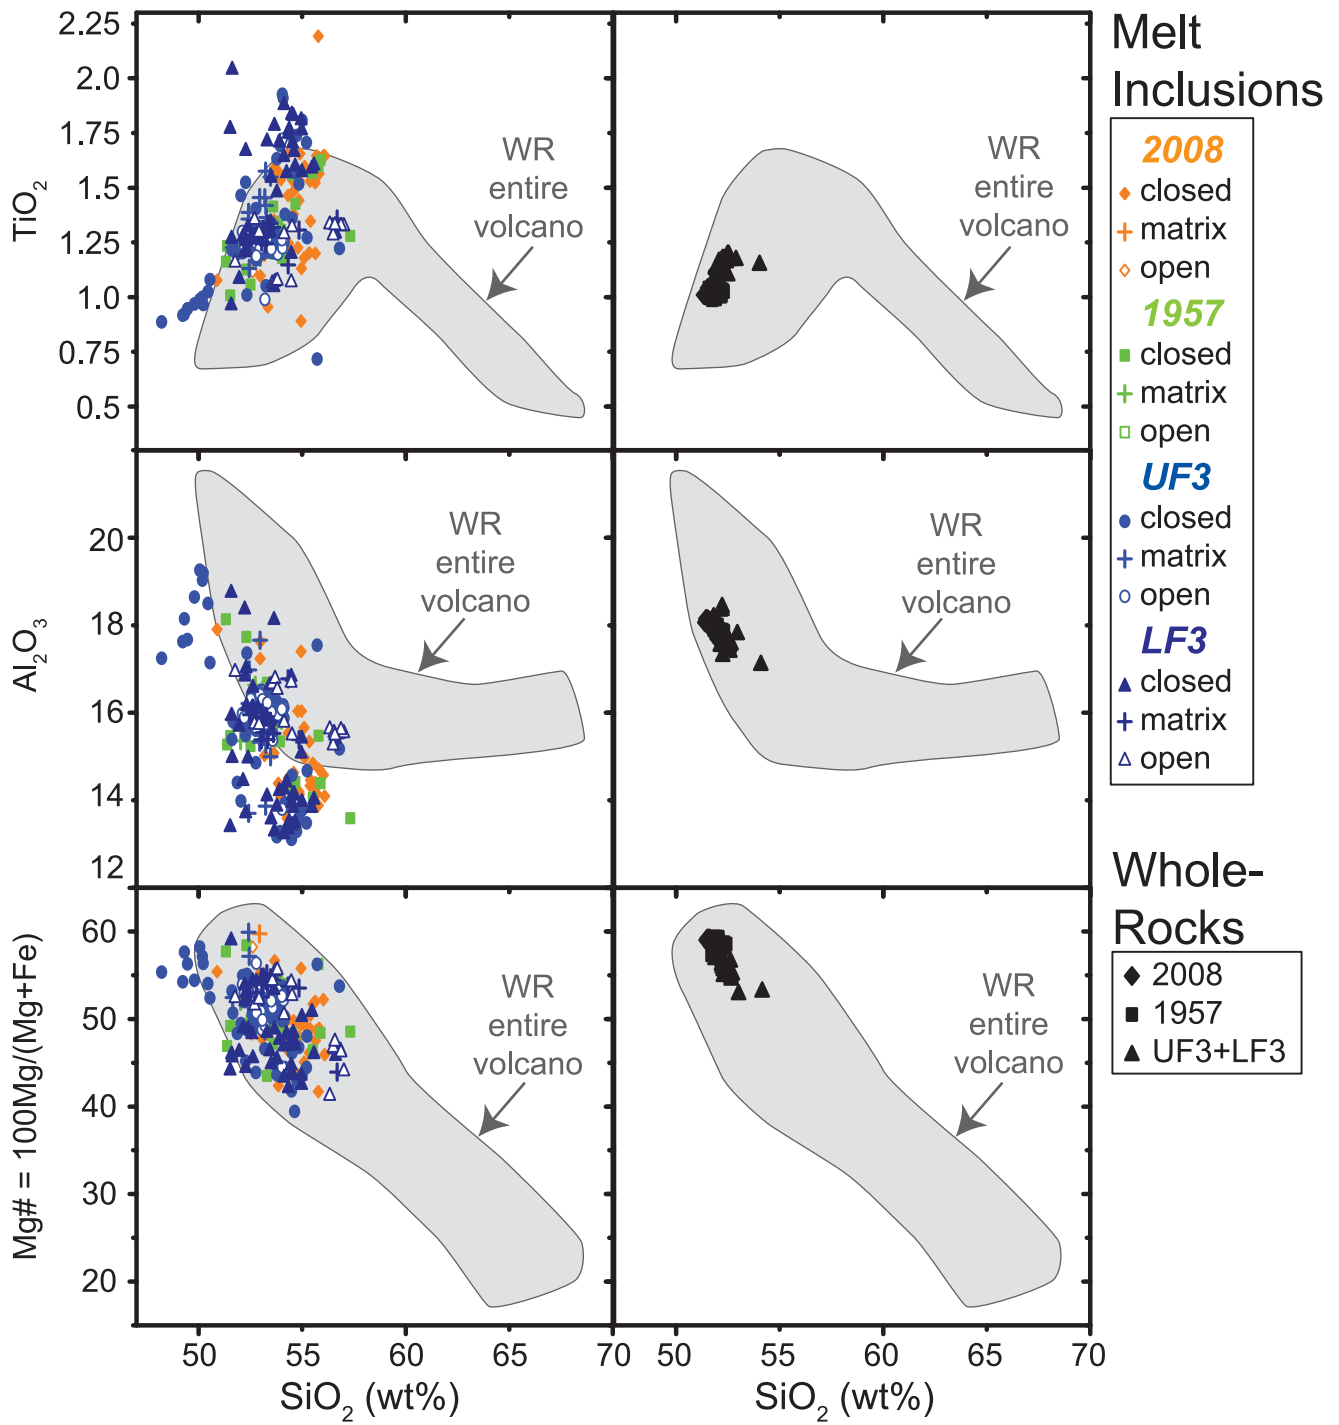 2.25
2.0
1.75
1.5
1.25
1.0
0.75
0.5
TiO₂
WR
entire
volcano
WR
entire
volcano
20
18
16
14
12
Al₂O₃
WR
entire
volcano
WR
entire
volcano
60
50
40
30
20
Mg# = 100Mg/(Mg+Fe)
WR
entire
volcano
WR
entire
volcano
50 55 60 65 70
SiO₂ (wt%)
50 55 60 65 70
SiO₂ (wt%)
Melt
Inclusions
2008
closed
matrix
open
1957
closed
matrix
open
UF3
closed
matrix
open
LF3
closed
matrix
open
Whole-
Rocks
2008
1957
UF3+LF3